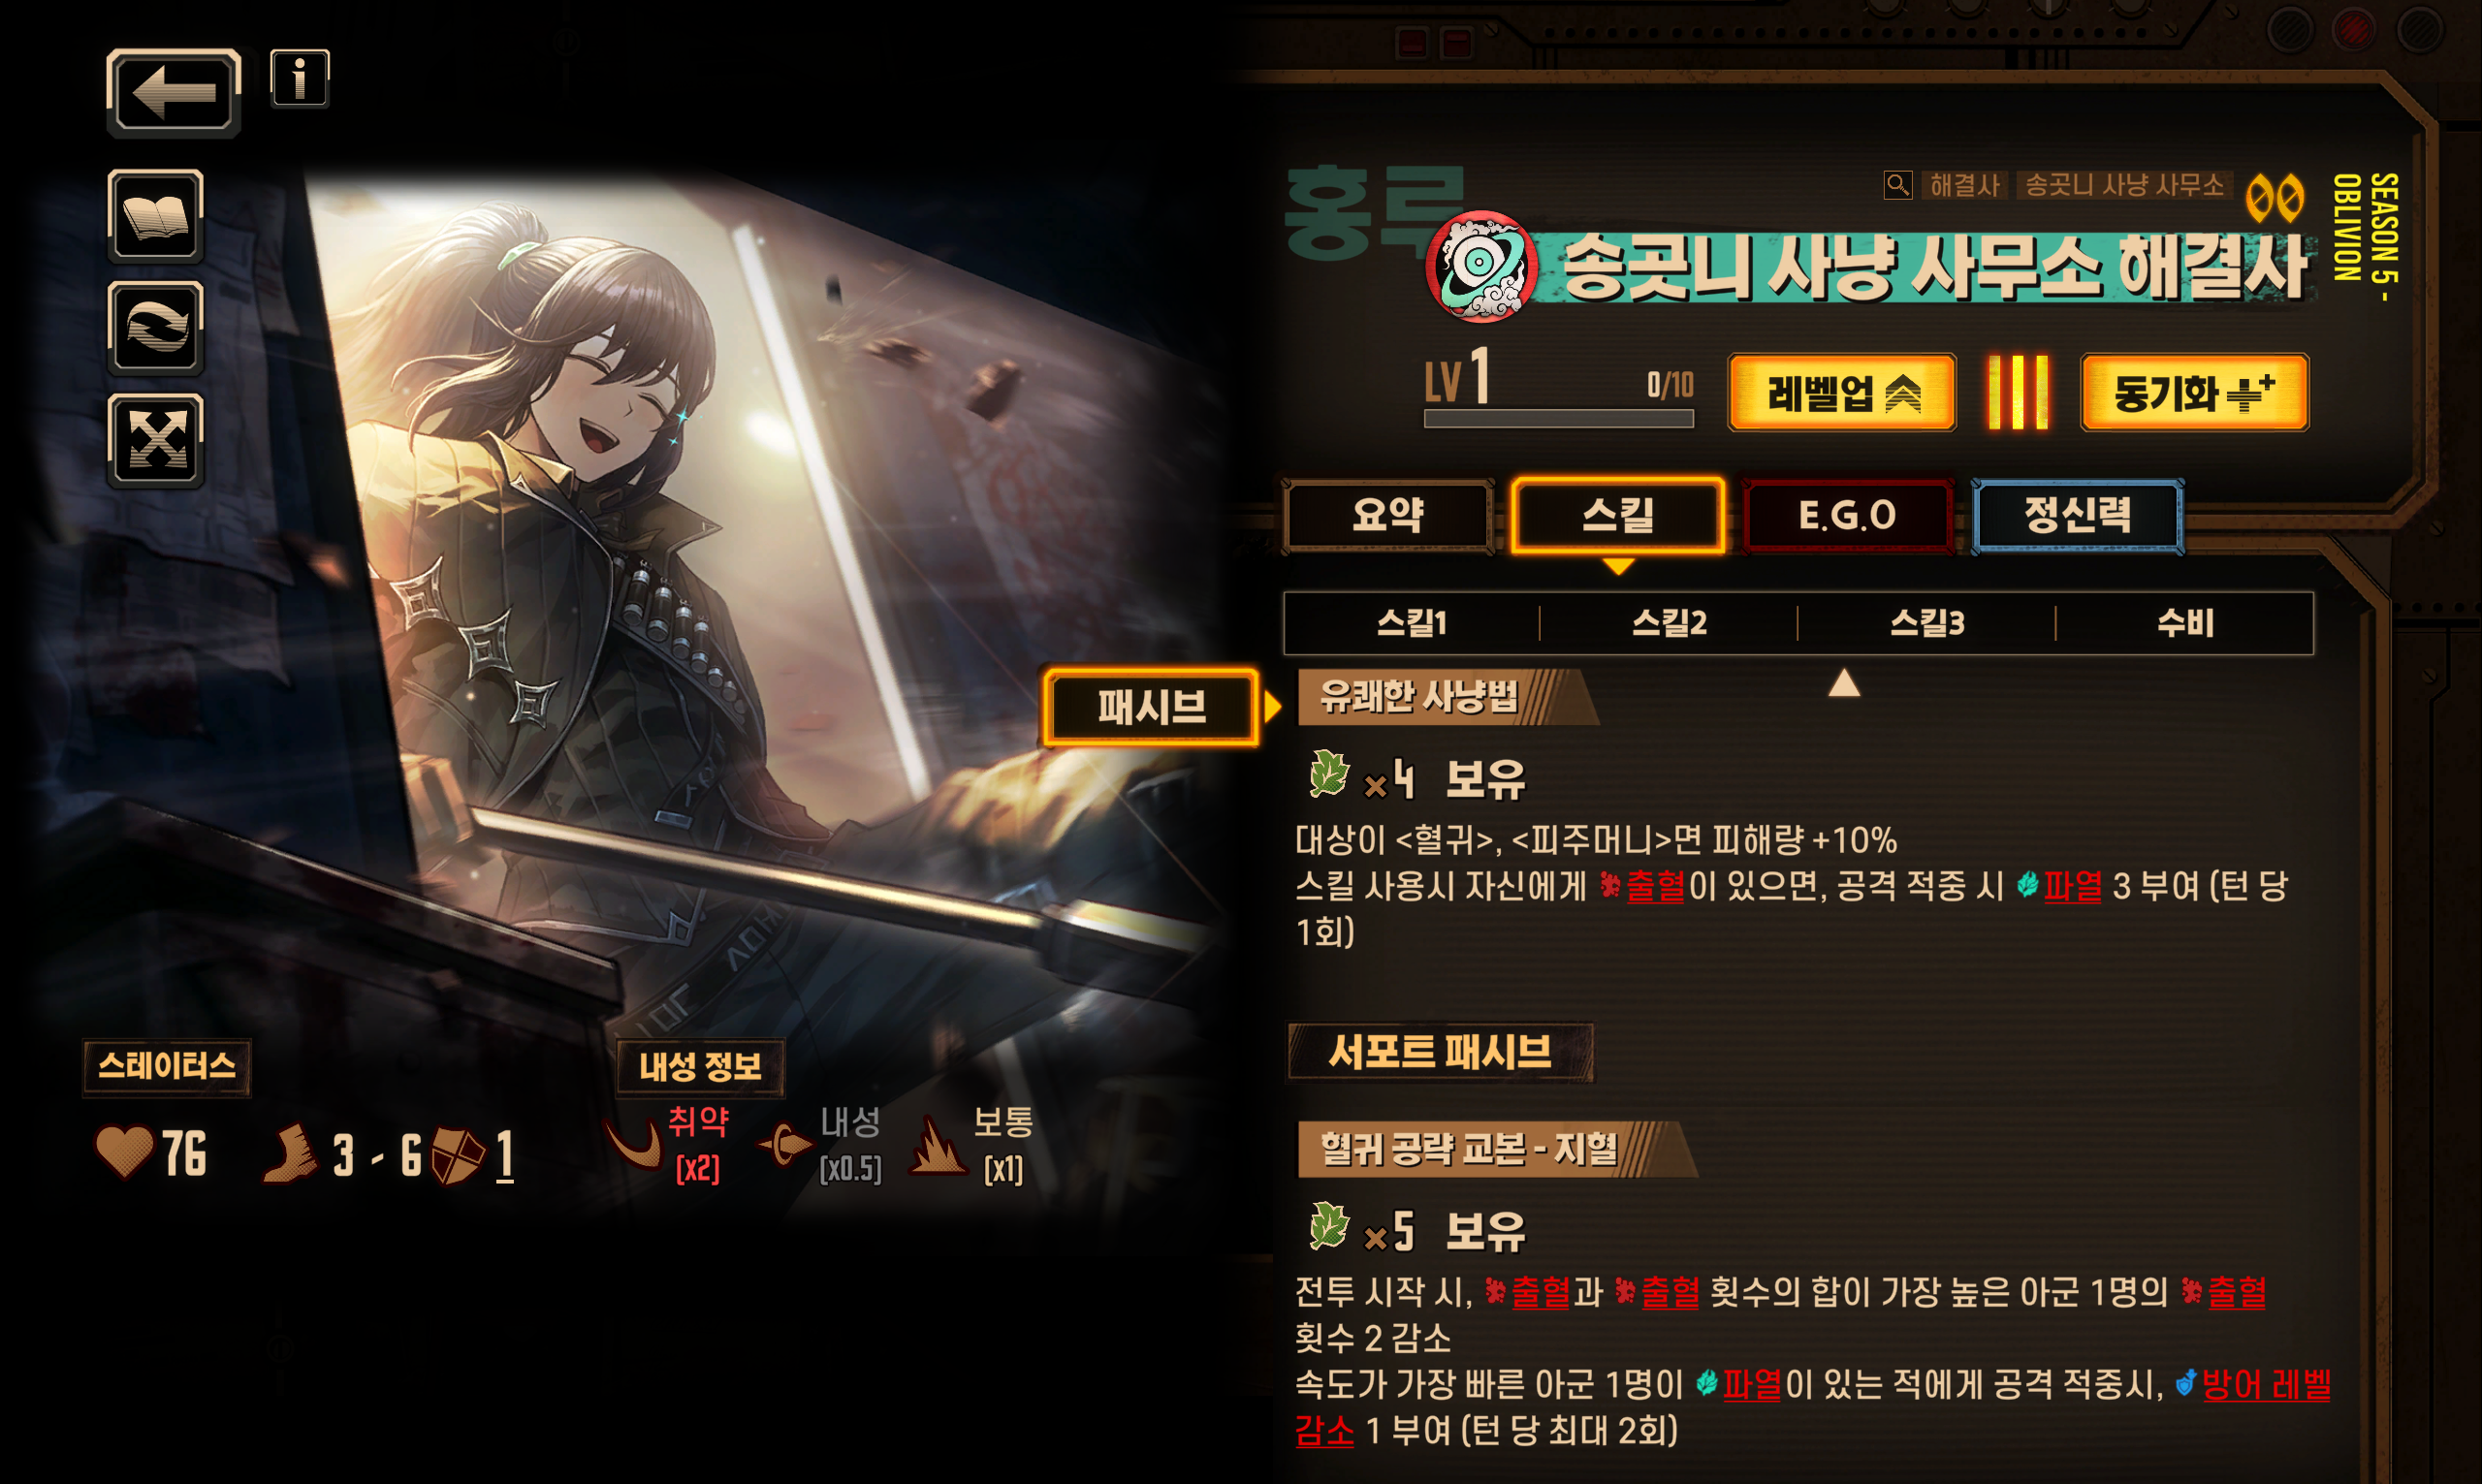 홍루
해결사 송곳니 사냥 사무소
송곳니 사냥 사무소 해결사
SEASON 5 -
OBLIVION
LV 1 0/10
레벨업
동기화
요약 스킬 E.G.O 정신력
스킬1 스킬2 스킬3 수비
패시브
유쾌한 사냥법
×4 보유
대상이 <혈귀>, <피주머니>면 피해량 +10%
스킬 사용시 자신에게 출혈이 있으면, 공격 적중 시 파열 3 부여 (턴 당
1회)
서포트 패시브
혈귀 공략 교본 - 지혈
×5 보유
전투 시작 시, 출혈과 출혈 횟수의 합이 가장 높은 아군 1명의 출혈
횟수 2 감소
속도가 가장 빠른 아군 1명이 파열이 있는 적에게 공격 적중시, 방어 레벨
감소 1 부여 (턴 당 최대 2회)
스테이터스
76 3 - 6 1
내성 정보
취약 내성 보통
[x2] [x0.5] [x1]